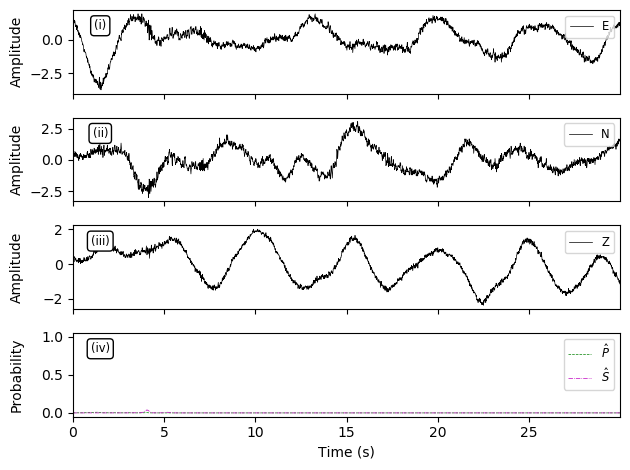 (i)
E
Amplitude
0.0
−2.5
(ii)
N
Amplitude
2.5
0.0
−2.5
(iii)
Z
Amplitude
2
0
−2
(iv)
P̂
Ŝ
Probability
1.0
0.5
0.0
0 5 10 15 20 25
Time (s)